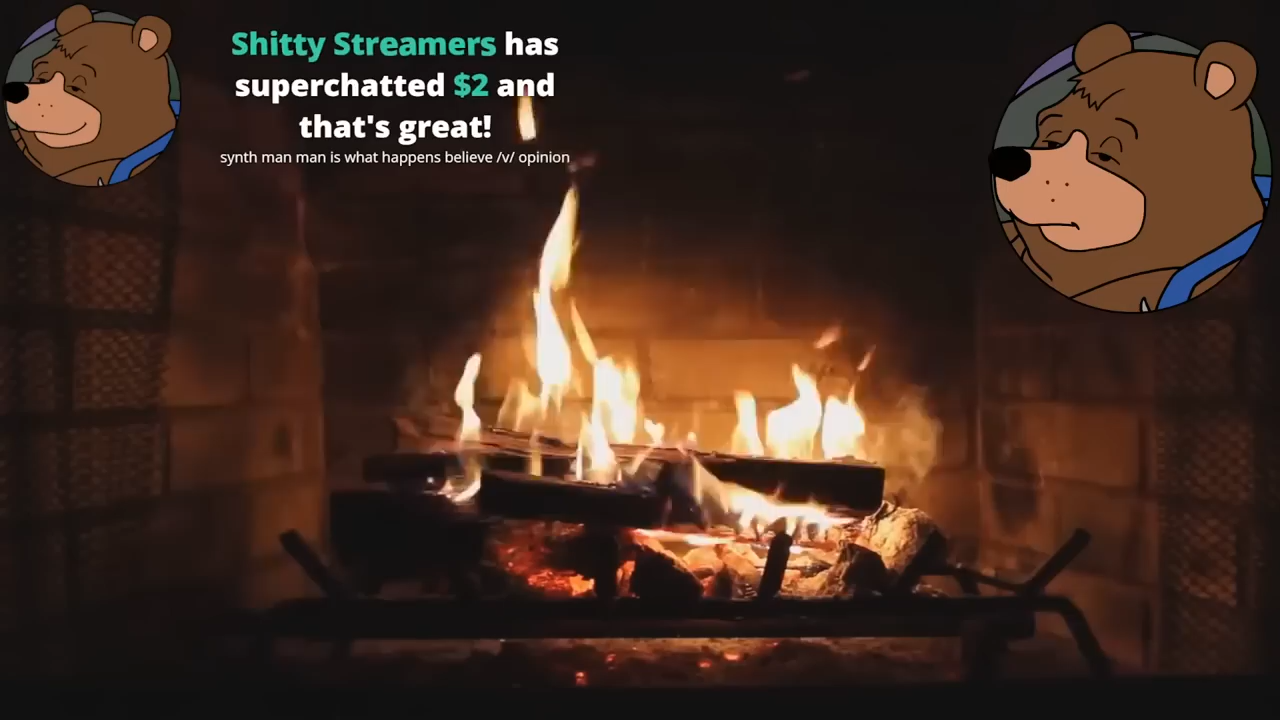 Shitty Streamers has
superchatted $2 and
that's great!
synth man man is what happens believe /v/ opinion